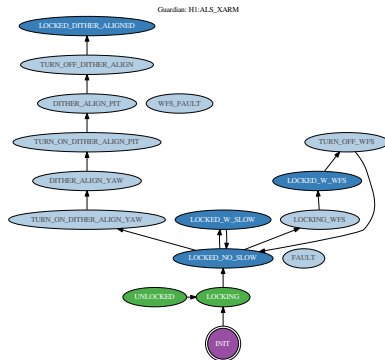 Guardian: H1:ALS_XARM
LOCKED_DITHER_ALIGNED
TURN_OFF_DITHER_ALIGN
DITHER_ALIGN_PIT
WFS_FAULT
TURN_ON_DITHER_ALIGN_PIT
TURN_OFF_WFS
DITHER_ALIGN_YAW
LOCKED_W_WFS
TURN_ON_DITHER_ALIGN_YAW
LOCKED_W_SLOW
LOCKING_WFS
LOCKED_NO_SLOW
FAULT
UNLOCKED
LOCKING
INIT